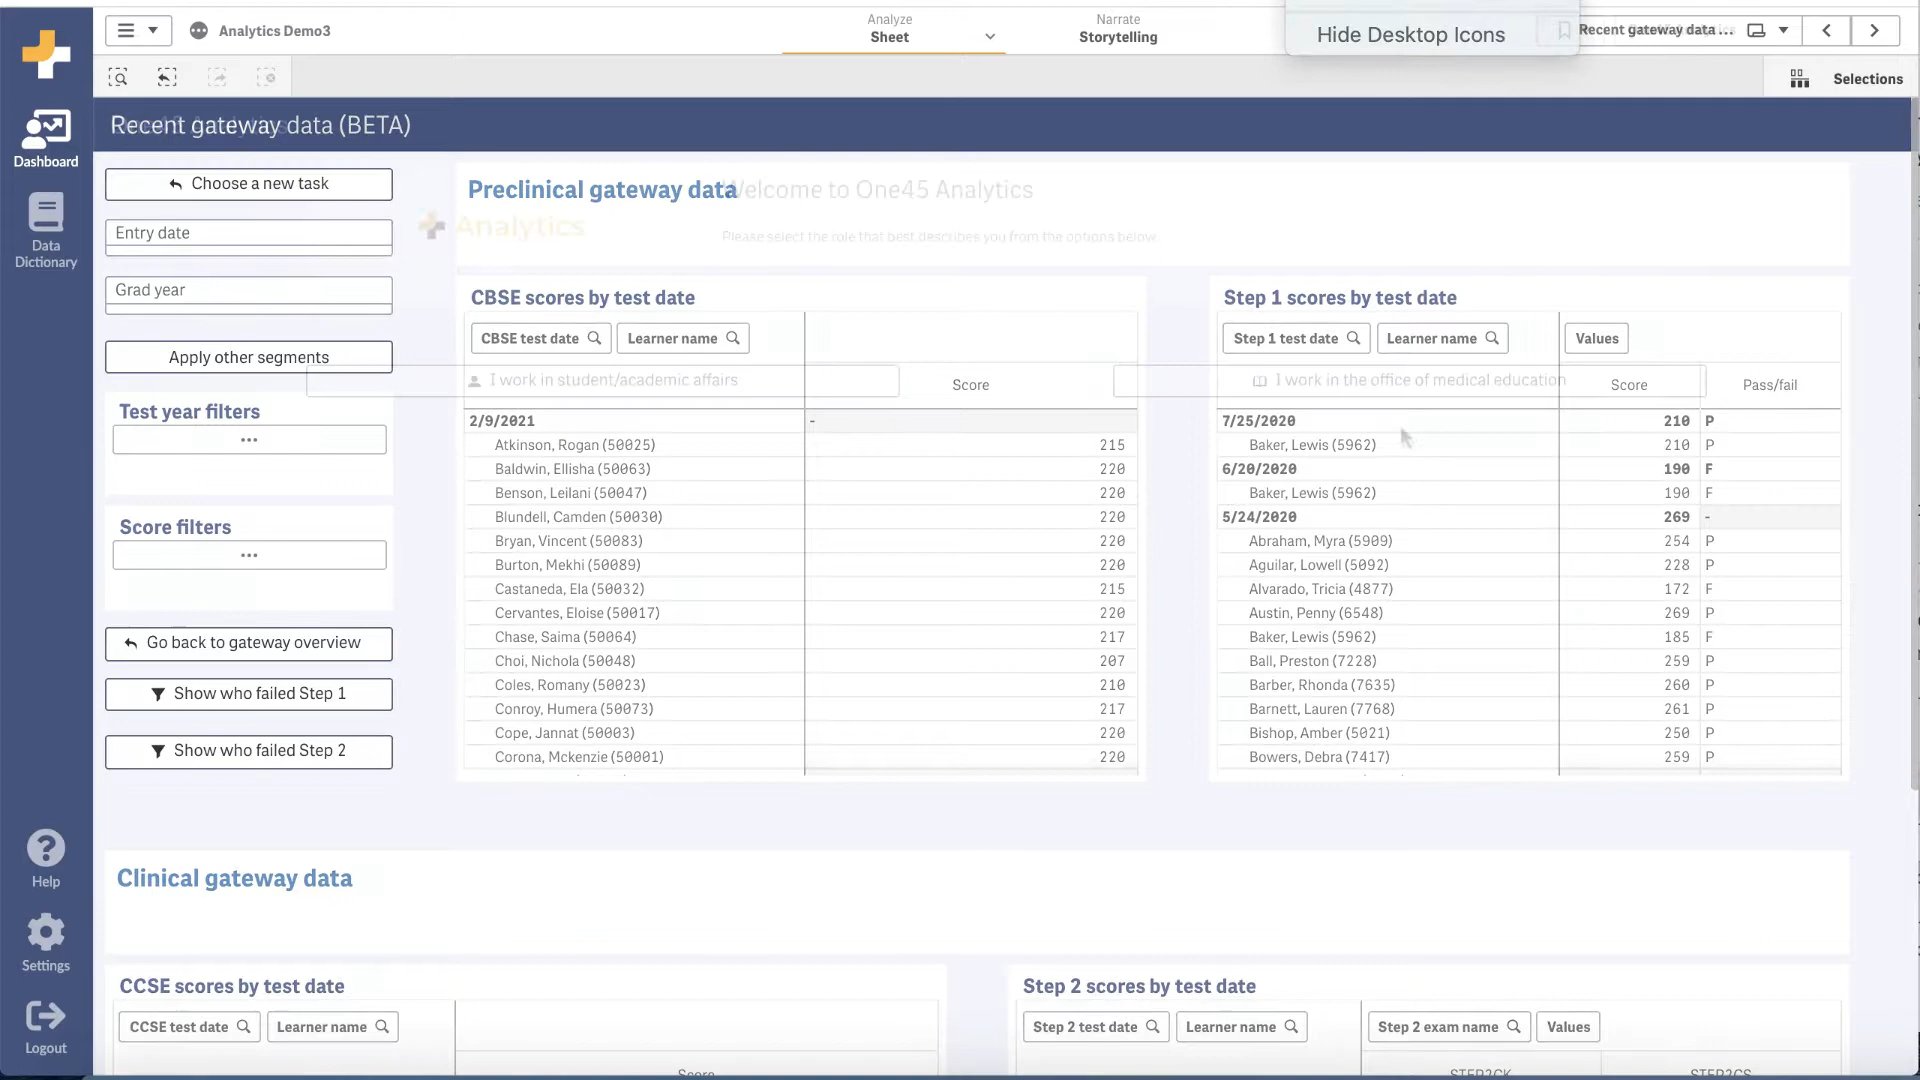 Analytics Demo3
Analyze
Sheet
Narrate
Storytelling
Hide Desktop Icons
Recent gateway data ...
Selections
Recent gateway data (BETA)
Dashboard
Data
Dictionary
Help
Settings
Logout
Choose a new task
Entry date
Grad year
Apply other segments
Test year filters
...
Score filters
...
Go back to gateway overview
Show who failed Step 1
Show who failed Step 2
Preclinical gateway data
Welcome to One45 Analytics
Analytics
Please select the role that best describes you from the options below.
CBSE scores by test date
CBSE test date
Learner name
I work in student/academic affairs
Score
2/9/2021 -
Atkinson, Rogan (50025) 215
Baldwin, Ellisha (50063) 220
Benson, Leilani (50047) 220
Blundell, Camden (50030) 220
Bryan, Vincent (50083) 220
Burton, Mekhi (50089) 220
Castaneda, Ela (50032) 215
Cervantes, Eloise (50017) 220
Chase, Saima (50064) 217
Choi, Nichola (50048) 207
Coles, Romany (50023) 210
Conroy, Humera (50073) 217
Cope, Jannat (50003) 220
Corona, Mckenzie (50001) 220
Step 1 scores by test date
Step 1 test date
Learner name
Values
I work in the office of medical education
Score
Pass/fail
7/25/2020 210 P
Baker, Lewis (5962) 210 P
6/20/2020 190 F
Baker, Lewis (5962) 190 F
5/24/2020 269 -
Abraham, Myra (5909) 254 P
Aguilar, Lowell (5092) 228 P
Alvarado, Tricia (4877) 172 F
Austin, Penny (6548) 269 P
Baker, Lewis (5962) 185 F
Ball, Preston (7228) 259 P
Barber, Rhonda (7635) 260 P
Barnett, Lauren (7768) 261 P
Bishop, Amber (5021) 250 P
Bowers, Debra (7417) 259 P
Clinical gateway data
CCSE scores by test date
CCSE test date
Learner name
Score
Step 2 scores by test date
Step 2 test date
Learner name
Step 2 exam name
Values
STEP2CK
STEP2CS